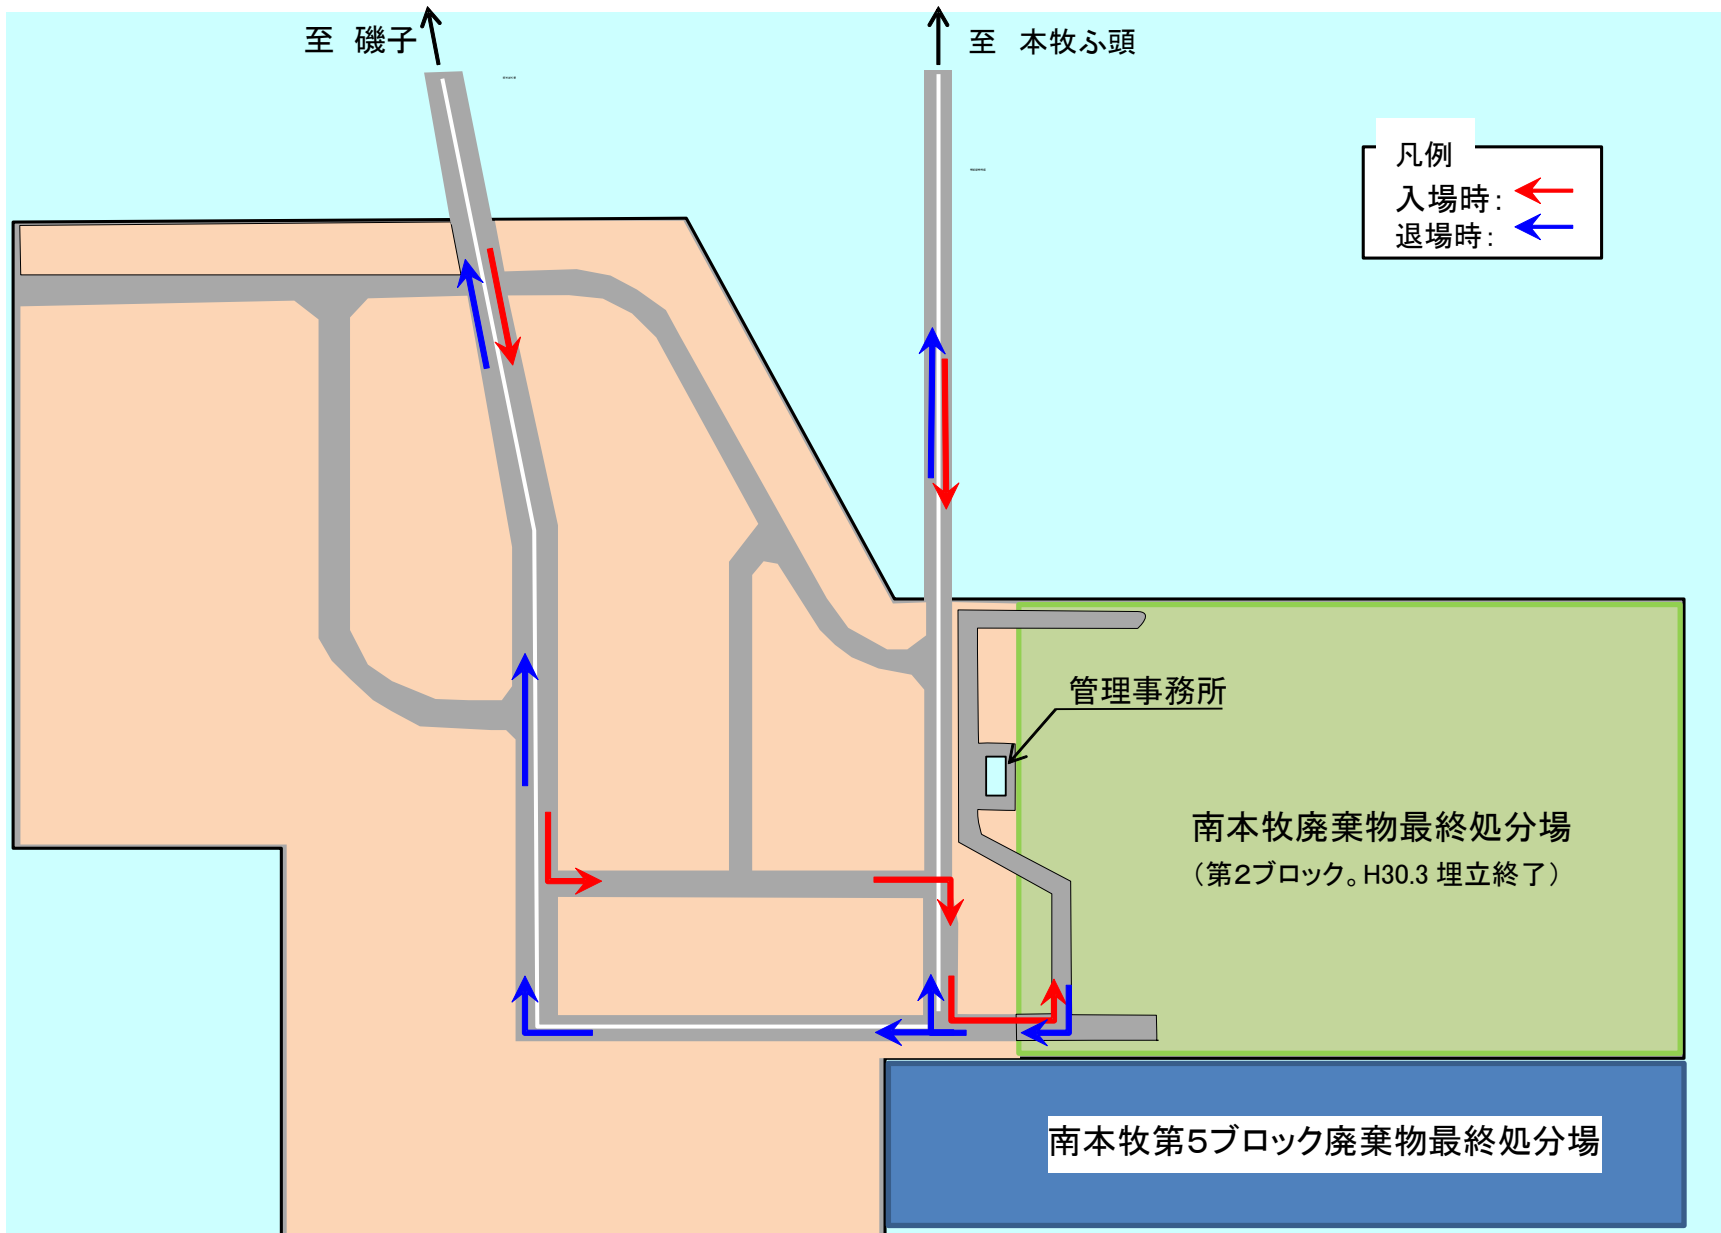 至　磯子
至　本牧ふ頭
凡例
入場時：
退場時：
管理事務所
南本牧廃棄物最終処分場
（第２ブロック。H30.3 埋立終了）
南本牧第５ブロック廃棄物最終処分場